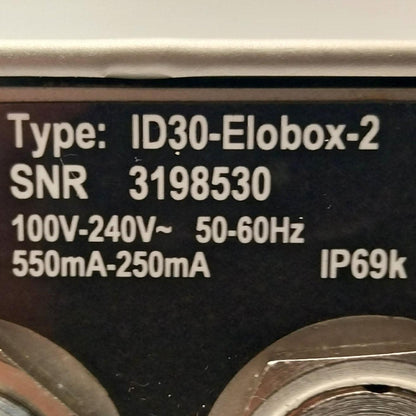 Type: ID30-Elobox-2
SNR 3198530
100V-240V~ 50-60Hz
550mA-250mA IP69k